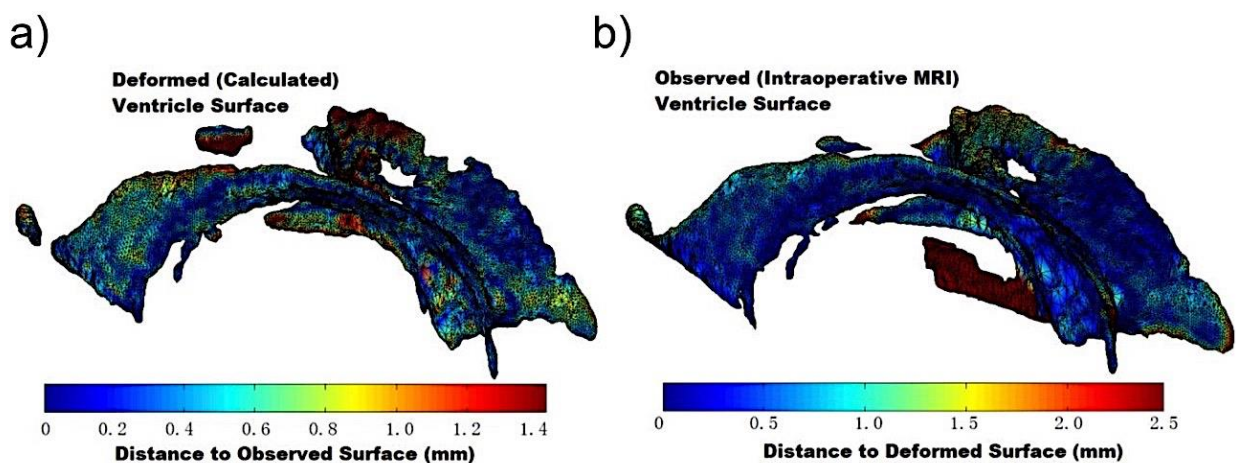 a)
Deformed (Calculated)
Ventricle Surface
0 0.2 0.4 0.6 0.8 1.0 1.2 1.4
Distance to Observed Surface (mm)
b)
Observed (Intraoperative MRI)
Ventricle Surface
0 0.5 1.0 1.5 2.0 2.5
Distance to Deformed Surface (mm)